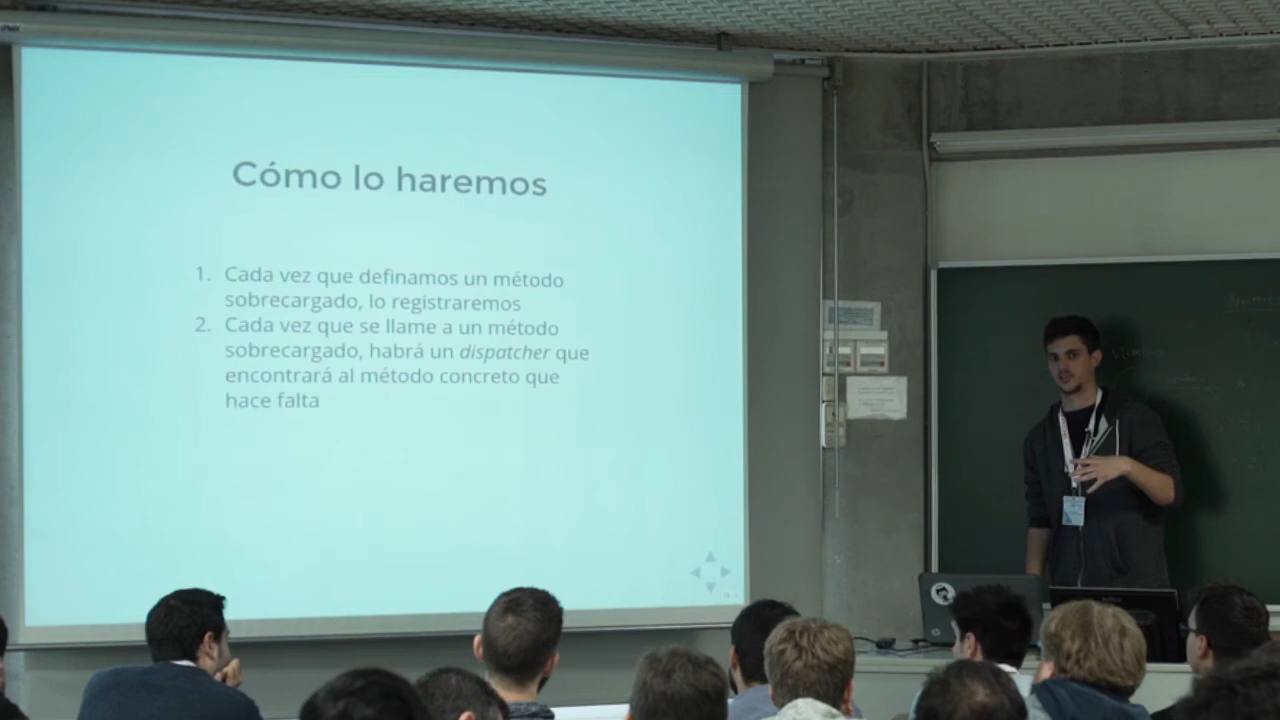 Cómo lo haremos
1. Cada vez que definamos un método
sobrecargado, lo registraremos
2. Cada vez que se llame a un método
sobrecargado, habrá un dispatcher que
encontrará al método concreto que
hace falta